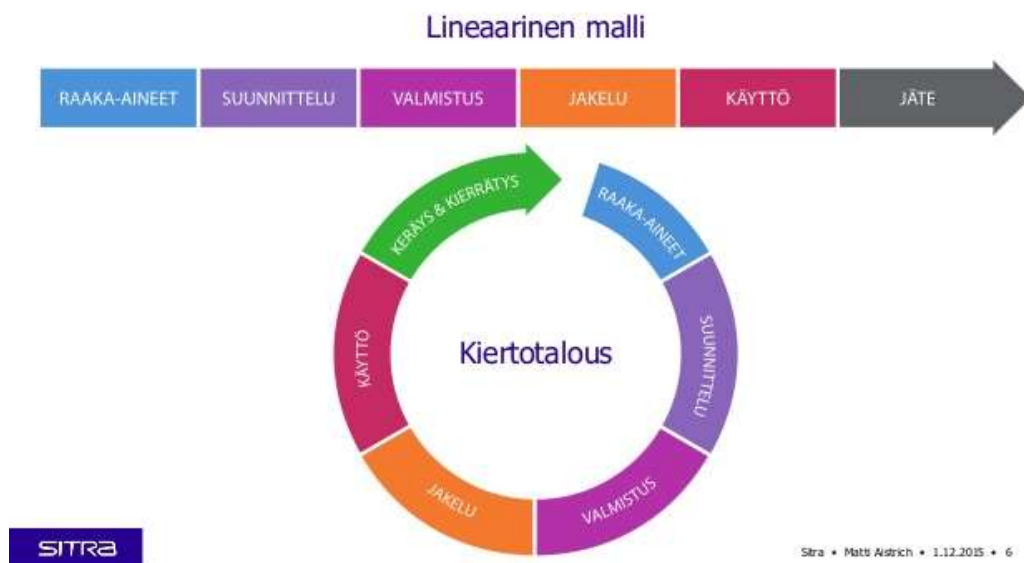 Lineaarinen malli
RAAKA-AINEET
SUUNNITTELU
VALMISTUS
JAKELU
KÄYTTÖ
JÄTE
RAAKA-AINEET
SUUNNITTELU
VALMISTUS
JAKELU
KÄYTTÖ
KERÄYS & KIERRÄTYS
Kiertotalous
SITRA
Sitra • Matti Aistrich • 1.12.2015 • 6